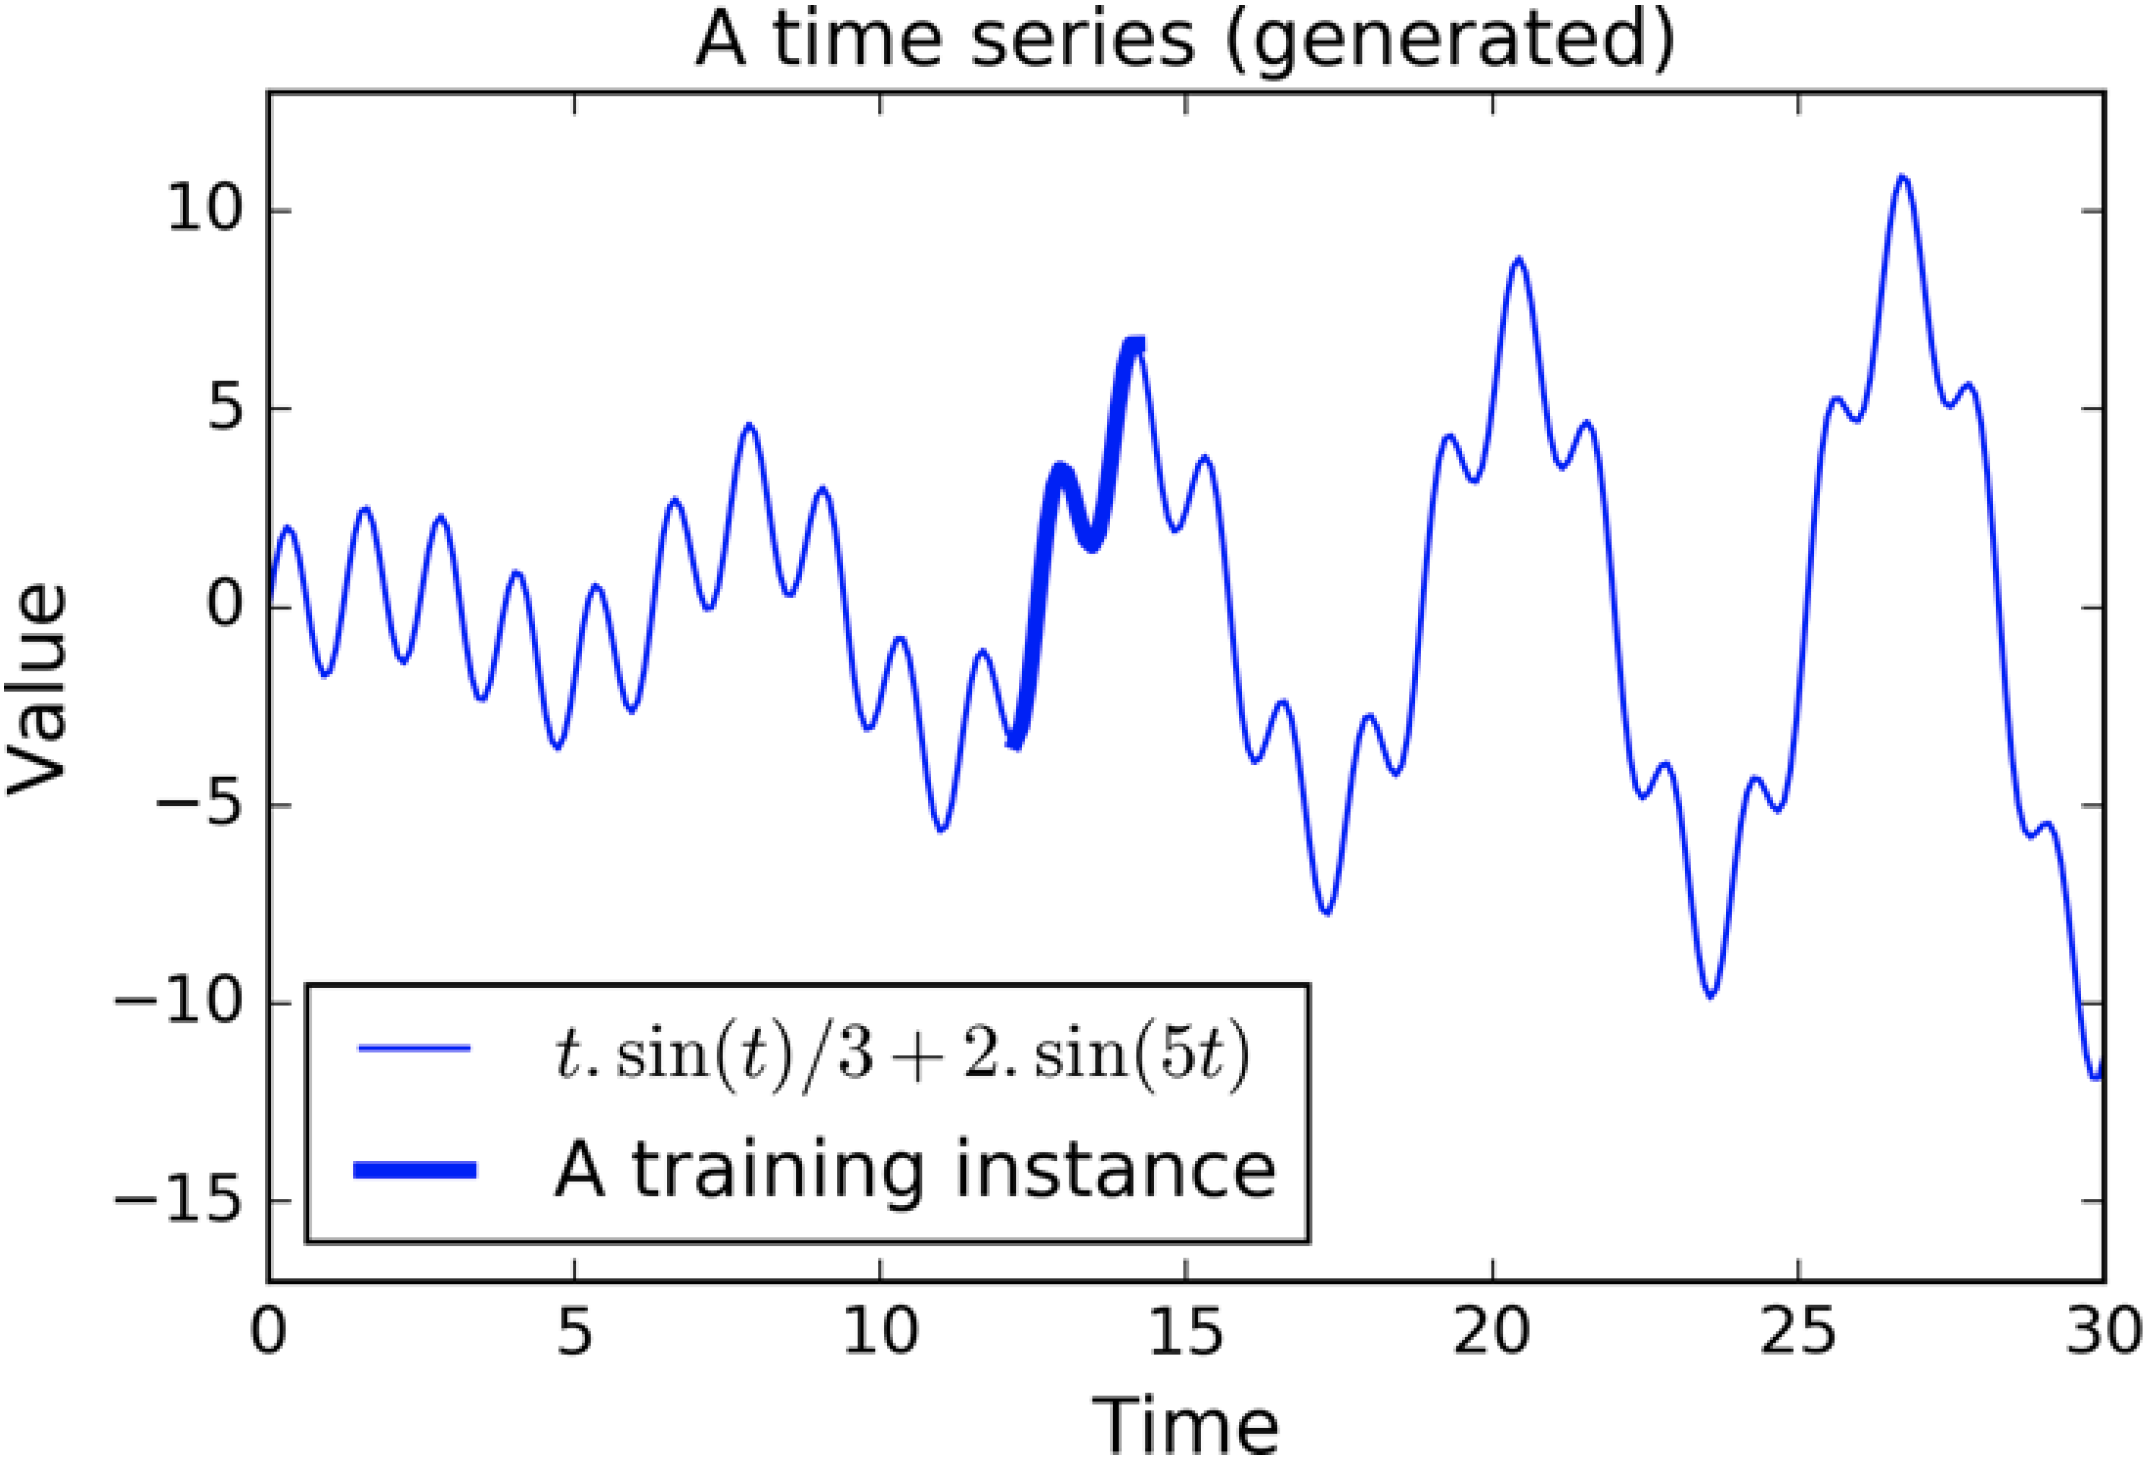 A time series (generated)
10
5
0
−5
−10
−15
Value
t. sin(t)/3 + 2. sin(5t)
A training instance
0 5 10 15 20 25 30
Time